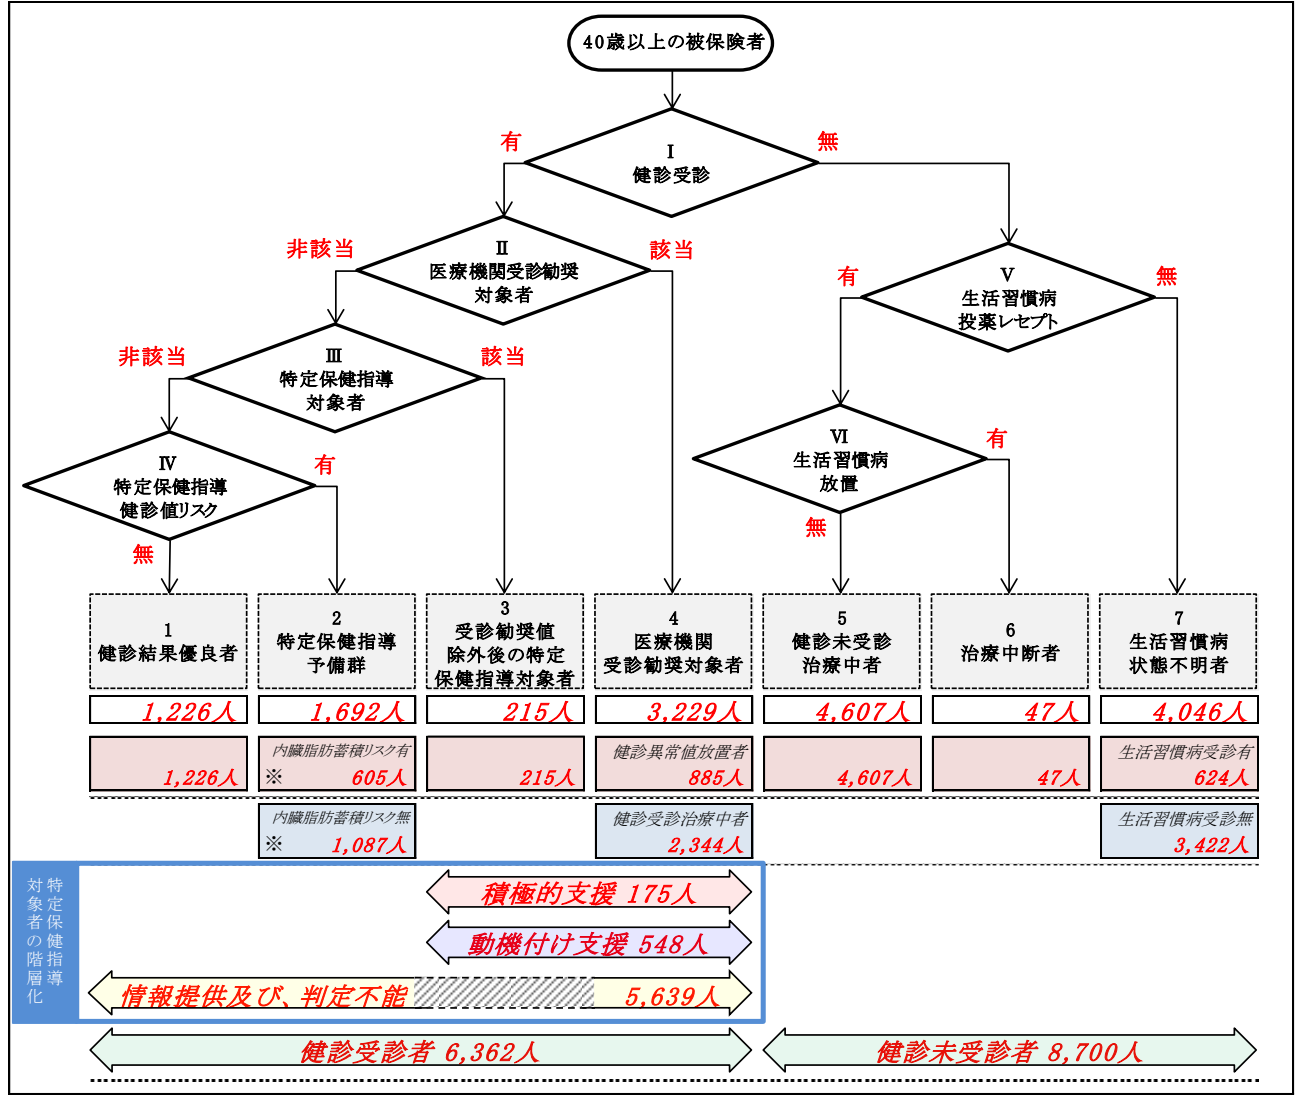 40歳以上の被保険者
有
Ⅰ
健診受診
無
非該当
Ⅱ
医療機関受診勧奨
対象者
該当
有
Ⅴ
生活習慣病
投薬レセプト
無
非該当
Ⅲ
特定保健指導
対象者
該当
Ⅳ
特定保健指導
健診値リスク
有
無
Ⅵ
生活習慣病
放置
有
無
1
健診結果優良者
2
特定保健指導
予備群
3
受診勧奨値
除外後の特定
保健指導対象者
4
医療機関
受診勧奨対象者
5
健診未受診
治療中者
6
治療中断者
7
生活習慣病
状態不明者
1,226人
1,692人
215人
3,229人
4,607人
47人
4,046人
1,226人
内臓脂肪蓄積リスク有
※ 605人
215人
健診異常値放置者
885人
4,607人
47人
生活習慣病受診有
624人
内臓脂肪蓄積リスク無
※ 1,087人
健診受診治療中者
2,344人
生活習慣病受診無
3,422人
特定保健指導
対象者の階層化
積極的支援 175人
動機付け支援 548人
情報提供及び、判定不能 5,639人
健診受診者 6,362人
健診未受診者 8,700人